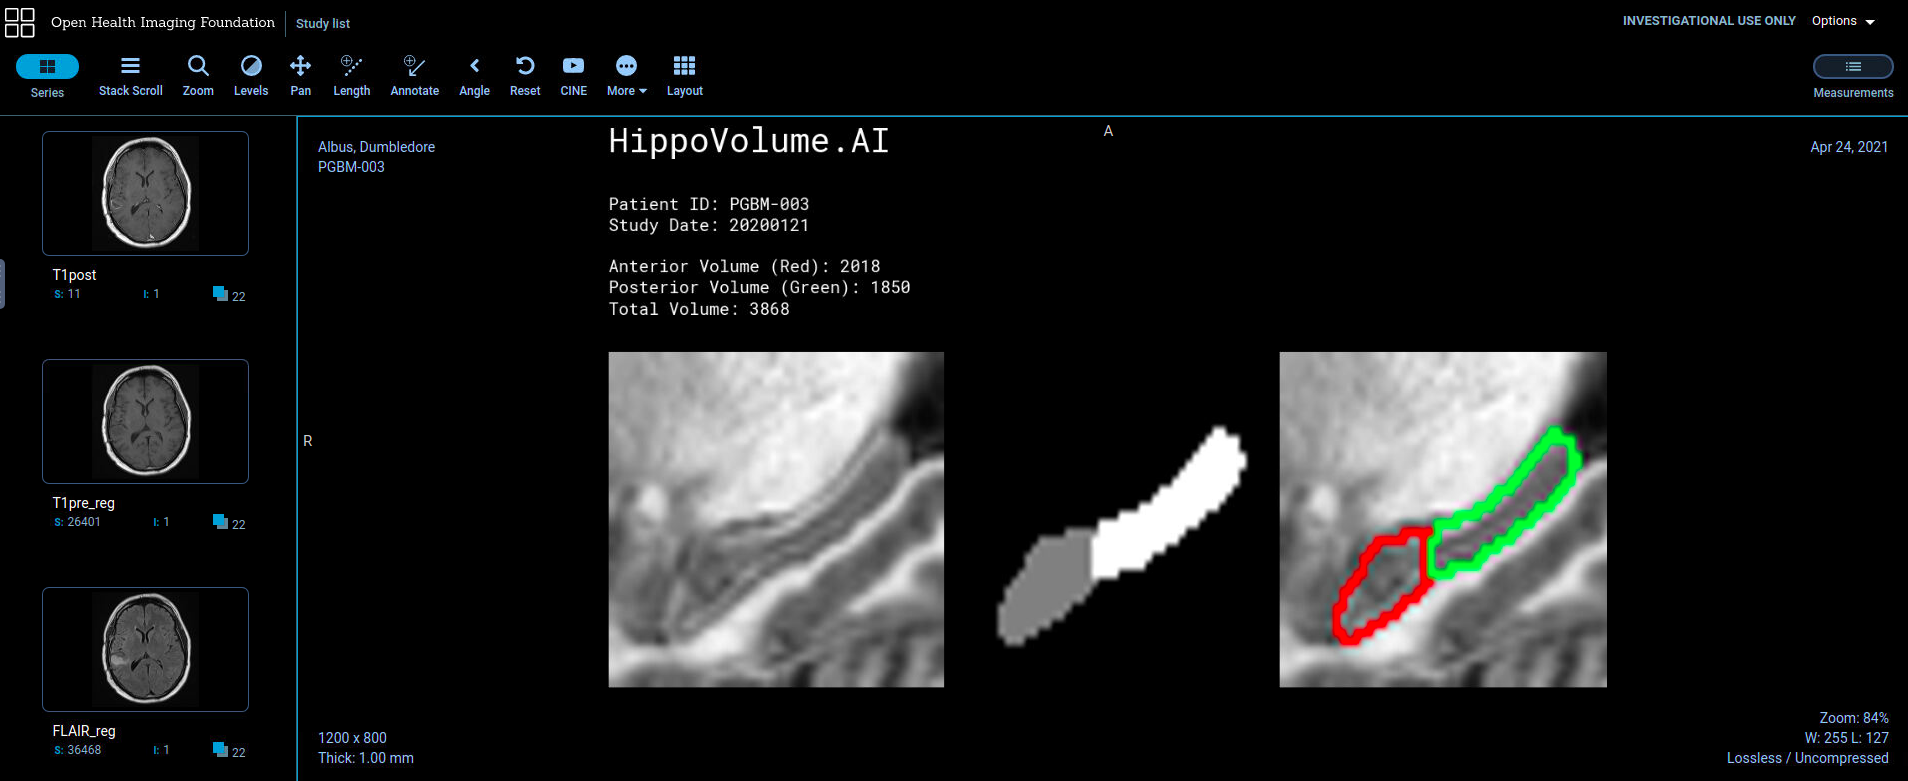 Open Health Imaging Foundation
Study list
INVESTIGATIONAL USE ONLY
Options
Series
Stack Scroll
Zoom
Levels
Pan
Length
Annotate
Angle
Reset
CINE
More
Layout
Measurements
T1post
S: 11 I: 1 22
T1pre_reg
S: 26401 I: 1 22
FLAIR_reg
S: 36468 I: 1 22
Albus, Dumbledore
PGBM-003
HippoVolume.AI
A
Apr 24, 2021
Patient ID: PGBM-003
Study Date: 20200121
Anterior Volume (Red): 2018
Posterior Volume (Green): 1850
Total Volume: 3868
R
1200 x 800
Thick: 1.00 mm
Zoom: 84%
W: 255 L: 127
Lossless / Uncompressed